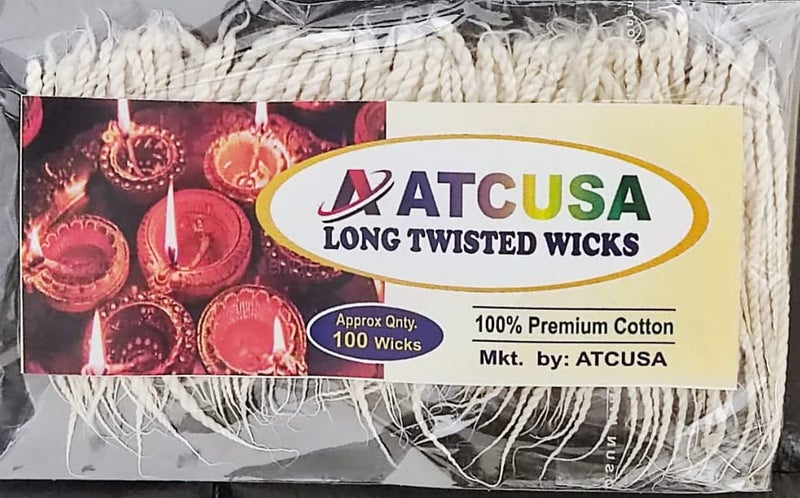 ATCUSA
LONG TWISTED WICKS
Approx Qnty.
100 Wicks
100% Premium Cotton
Mkt. by: ATCUSA